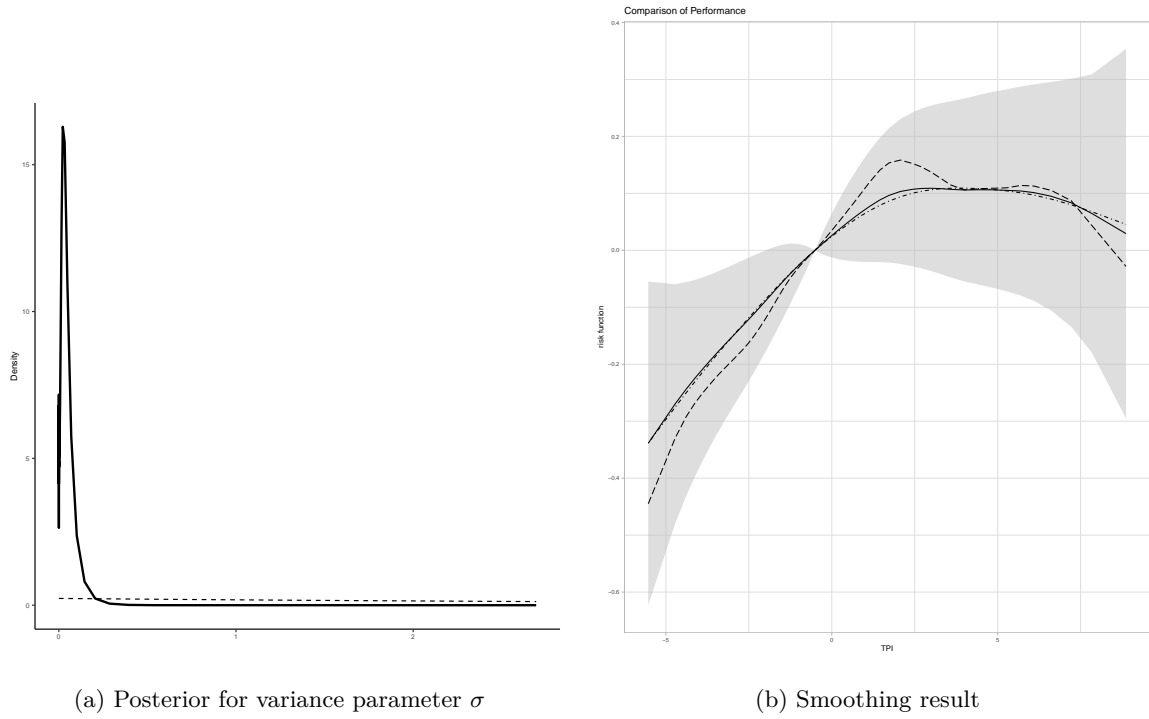 Comparison of Performance
0.4
0.2
0.0
−0.2
−0.4
−0.6
risk function
−5
0
5
TPI
15
10
5
0
Density
0
1
2
(a) Posterior for variance parameter σ
(b) Smoothing result